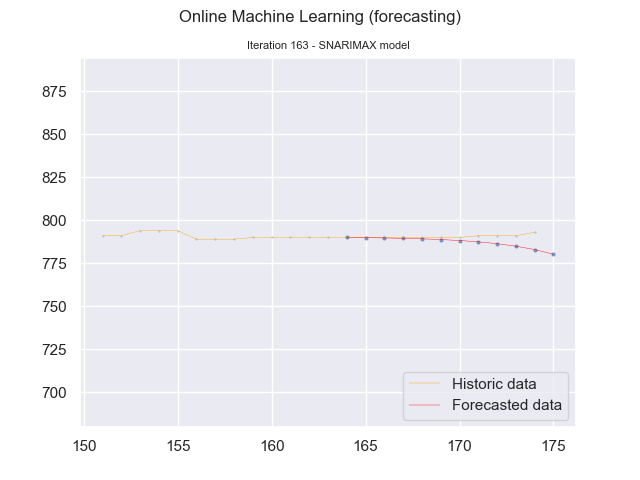 Online Machine Learning (forecasting)
Iteration 163 - SNARIMAX model
875
850
825
800
775
750
725
700
150 155 160 165 170 175
Historic data
Forecasted data